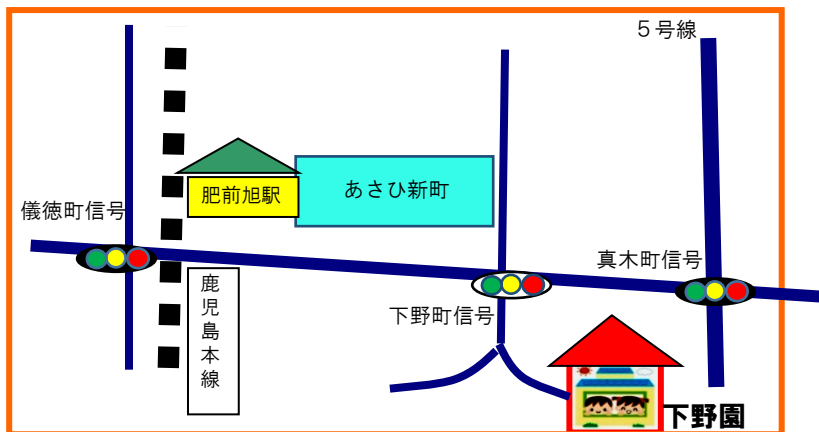 ５号線
肥前旭駅
あさひ新町
儀徳町信号
真木町信号
鹿児島本線
下野町信号
下野園